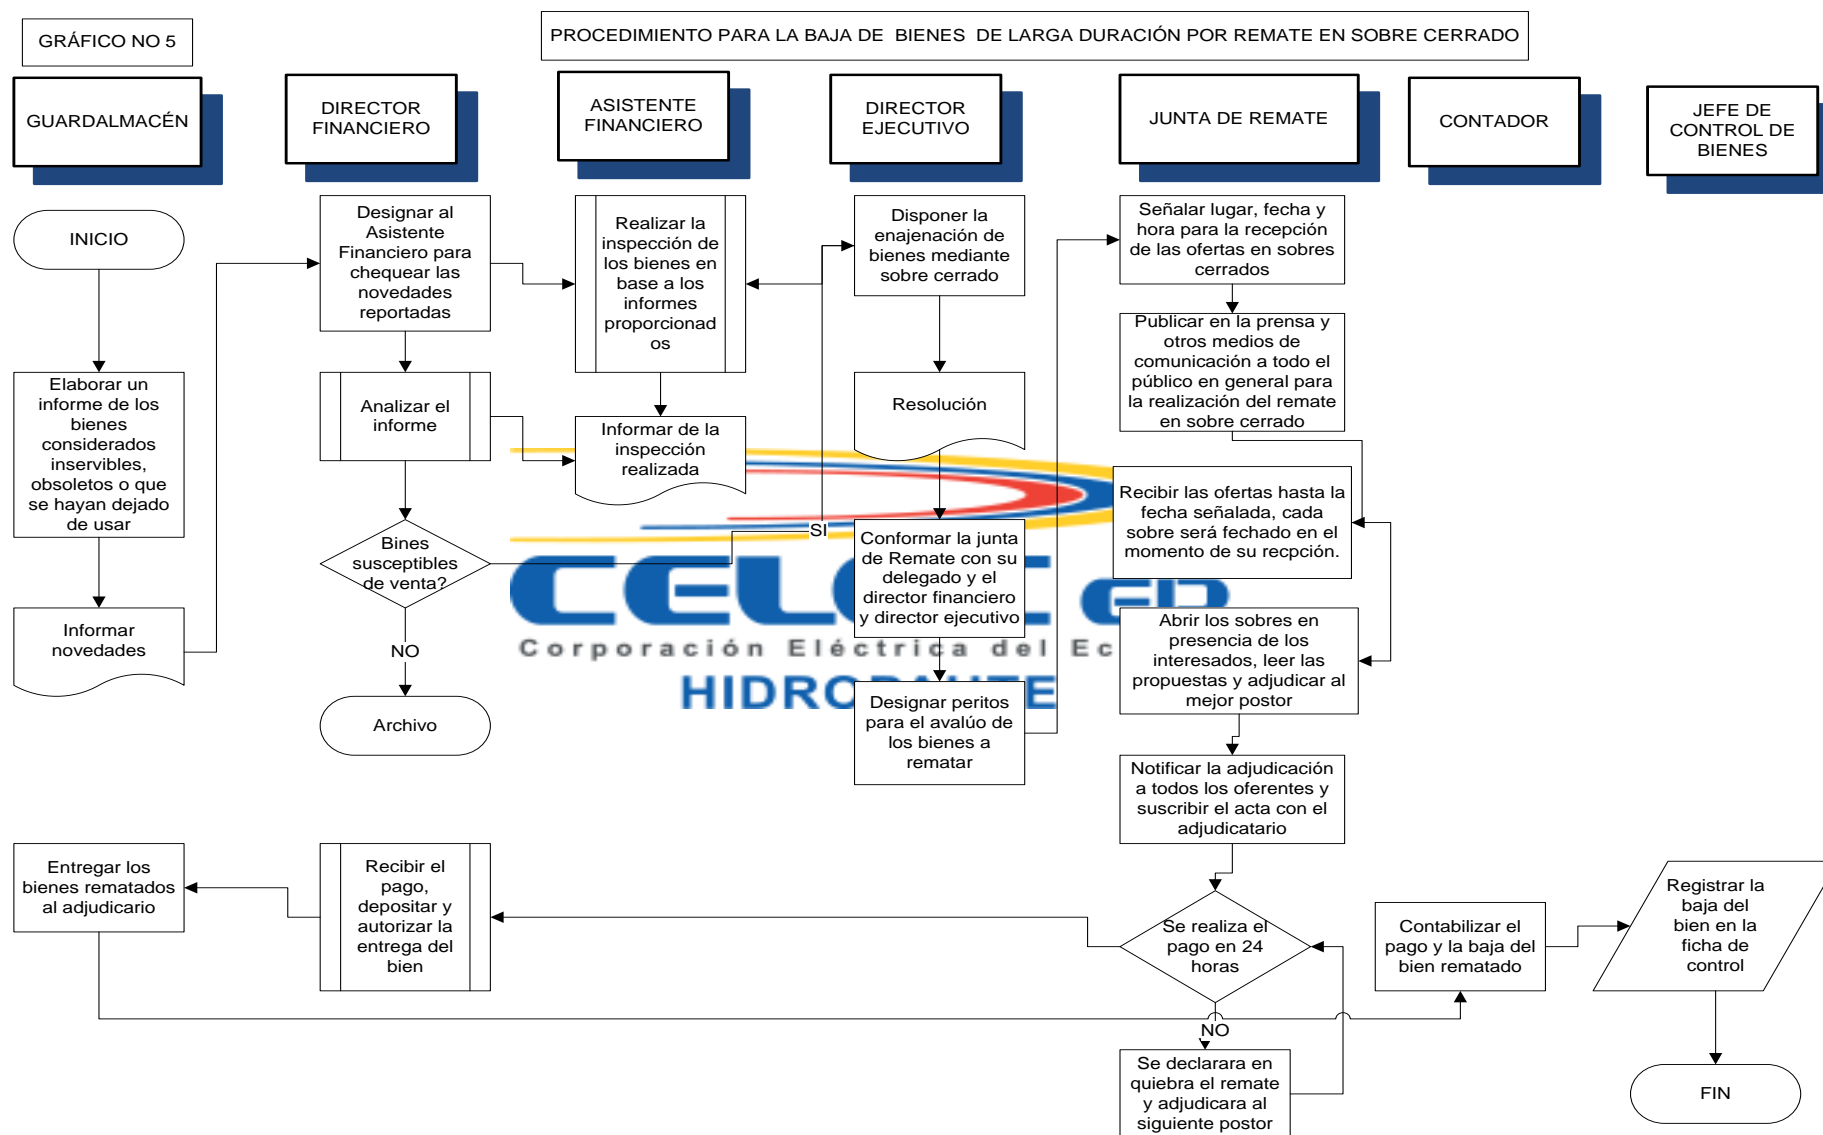 GRÁFICO NO 5
PROCEDIMIENTO PARA LA BAJA DE BIENES DE LARGA DURACIÓN POR REMATE EN SOBRE CERRADO
GUARDALMACÉN
DIRECTOR
FINANCIERO
ASISTENTE
FINANCIERO
DIRECTOR
EJECUTIVO
JUNTA DE REMATE
CONTADOR
JEFE DE
CONTROL DE
BIENES
INICIO
Elaborar un
informe de los
bienes
considerados
inservibles,
obsoletos o que
se hayan dejado
de usar
Informar
novedades
Designar al
Asistente
Financiero para
chequear las
novedades
reportadas
Analizar el
informe
Bines
susceptibles
de venta?
SI
NO
Archivo
Realizar la
inspección de
los bienes en
base a los
informes
proporcionad
os
Informar de la
inspección
realizada
Disponer la
enajenación de
bienes mediante
sobre cerrado
Resolución
Conformar la junta
de Remate con su
delegado y el
director financiero
y director ejecutivo
Designar peritos
para el avalúo de
los bienes a
rematar
Señalar lugar, fecha y
hora para la recepción
de las ofertas en sobres
cerrados
Publicar en la prensa y
otros medios de
comunicación a todo el
público en general para
la realización del remate
en sobre cerrado
Recibir las ofertas hasta la
fecha señalada, cada
sobre será fechado en el
momento de su recpción.
Abrir los sobres en
presencia de los
interesados, leer las
propuestas y adjudicar al
mejor postor
Notificar la adjudicación
a todos los oferentes y
suscribir el acta con el
adjudicatario
Se realiza el
pago en 24
horas
NO
Se declarara en
quiebra el remate
y adjudicara al
siguiente postor
Recibir el
pago,
depositar y
autorizar la
entrega del
bien
Entregar los
bienes rematados
al adjudicario
Contabilizar el
pago y la baja del
bien rematado
Registrar la
baja del
bien en la
ficha de
control
FIN
Corporación Eléctrica del